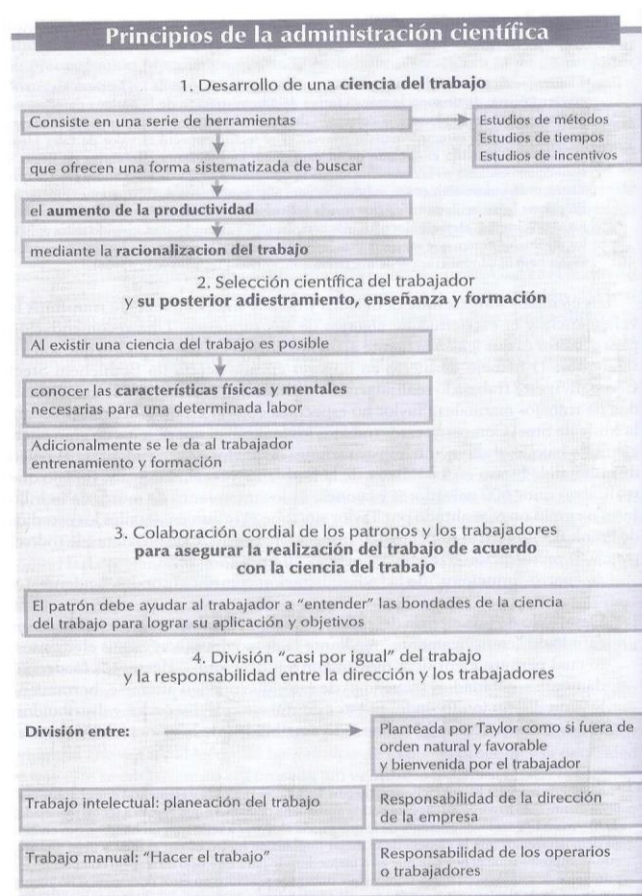 Principios de la administración científica
1. Desarrollo de una ciencia del trabajo
Consiste en una serie de herramientas
Estudios de métodos
Estudios de tiempos
Estudios de incentivos
que ofrecen una forma sistematizada de buscar
el aumento de la productividad
mediante la racionalizacion del trabajo
2. Selección científica del trabajador
y su posterior adiestramiento, enseñanza y formación
Al existir una ciencia del trabajo es posible
conocer las características físicas y mentales
necesarias para una determinada labor
Adicionalmente se le da al trabajador
entrenamiento y formación
3. Colaboración cordial de los patronos y los trabajadores
para asegurar la realización del trabajo de acuerdo
con la ciencia del trabajo
El patrón debe ayudar al trabajador a “entender” las bondades de la ciencia
del trabajo para lograr su aplicación y objetivos
4. División “casi por igual” del trabajo
y la responsabilidad entre la dirección y los trabajadores
División entre:
Planteada por Taylor como si fuera de
orden natural y favorable
y bienvenida por el trabajador
Trabajo intelectual: planeación del trabajo
Responsabilidad de la dirección
de la empresa
Trabajo manual: “Hacer el trabajo”
Responsabilidad de los operarios
o trabajadores